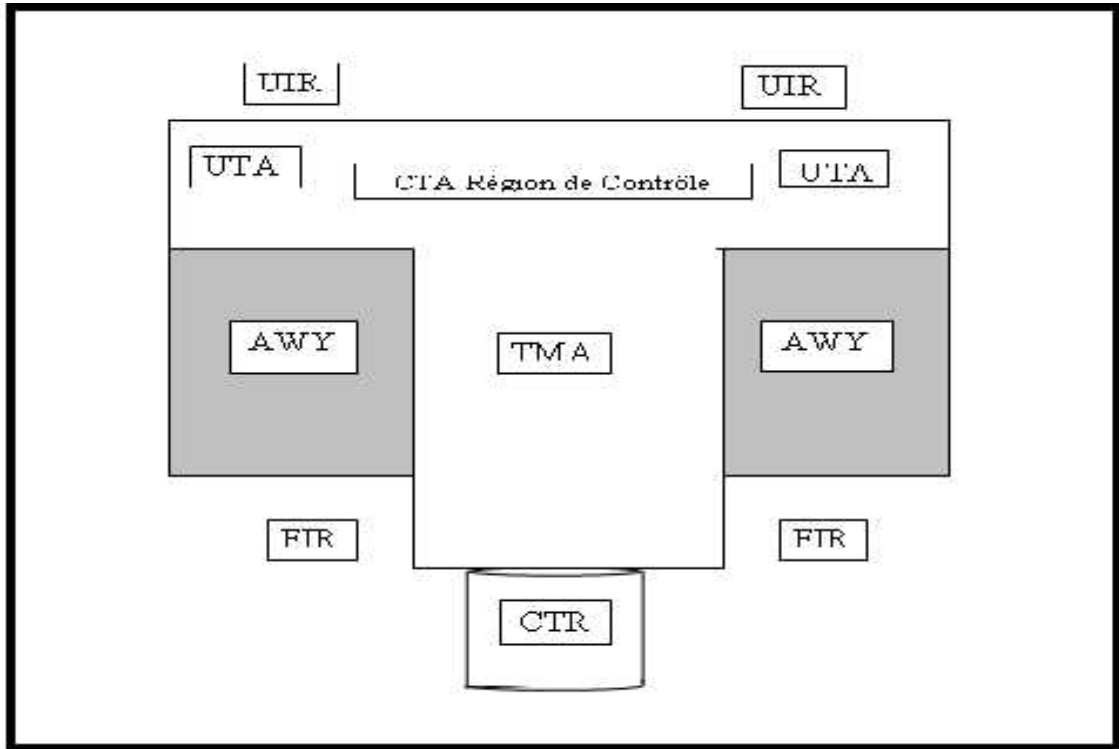 UIR
UIR
UTA
CTA Région de Contrôle
UTA
AWY
TMA
AWY
FIR
FIR
CTR